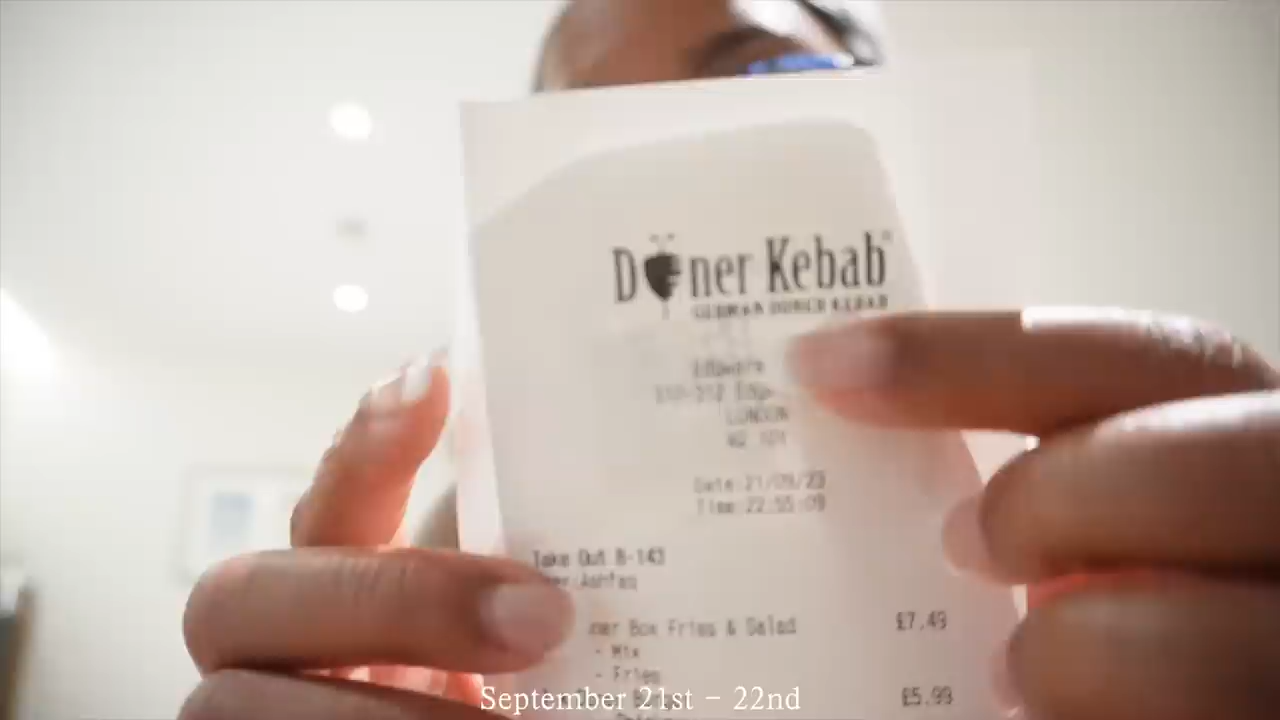 Döner Kebab
GERMAN DONER KEBAB
Edgware
LONDON
Date:21/09/23
Time:22:55:09
Take Out B-143
Box Fries & Salad £7.49
- Mix
- Fries
£5.99
September 21st – 22nd